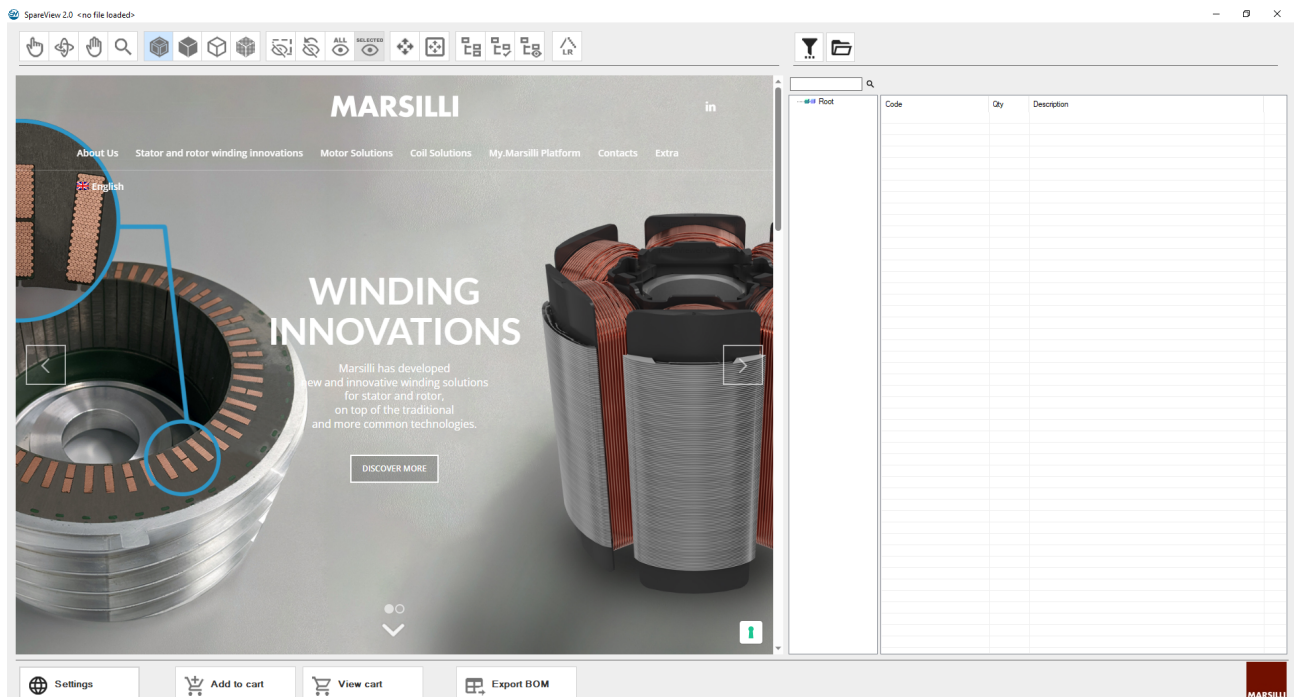 SpareView 2.0 <no file loaded>
ALL
SELECTED
LR
MARSILLI
in
About Us Stator and rotor winding innovations Motor Solutions Coil Solutions My.Marsilli Platform Contacts Extra
English
WINDING
INNOVATIONS
Marsilli has developed
new and innovative winding solutions
for stator and rotor,
on top of the traditional
and more common technologies.
DISCOVER MORE
Root
Code Qty Description
Settings Add to cart View cart Export BOM
MARSILLI